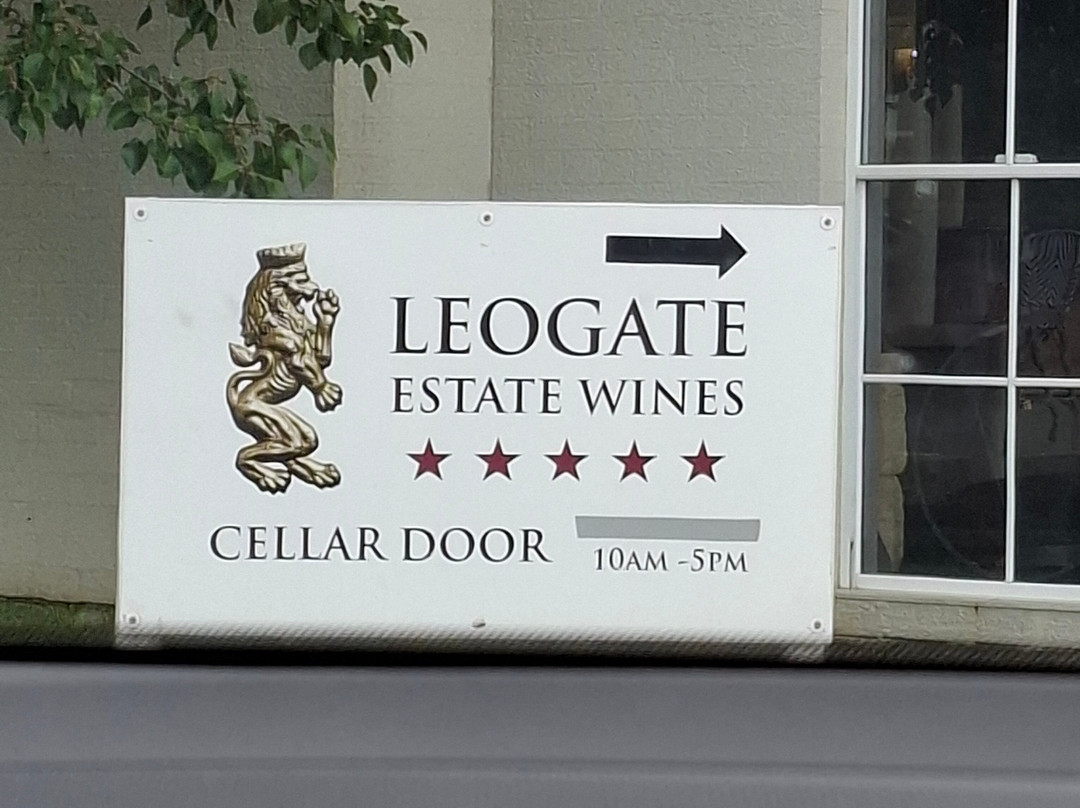 LEOGATE
ESTATE WINES
CELLAR DOOR
10AM -5PM